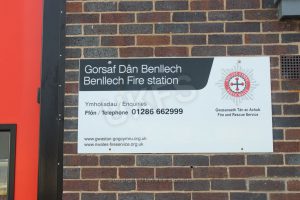 Gorsaf Dân Benllech
Benllech Fire station
Ymholiadau / Enquiries
Ffôn / Telephone 01286 662999
www.gwastan-gogcymru.org.uk
www.nwales-fireservice.org.uk
Gwasanaeth Tân ac Achub
Fire and Rescue Service